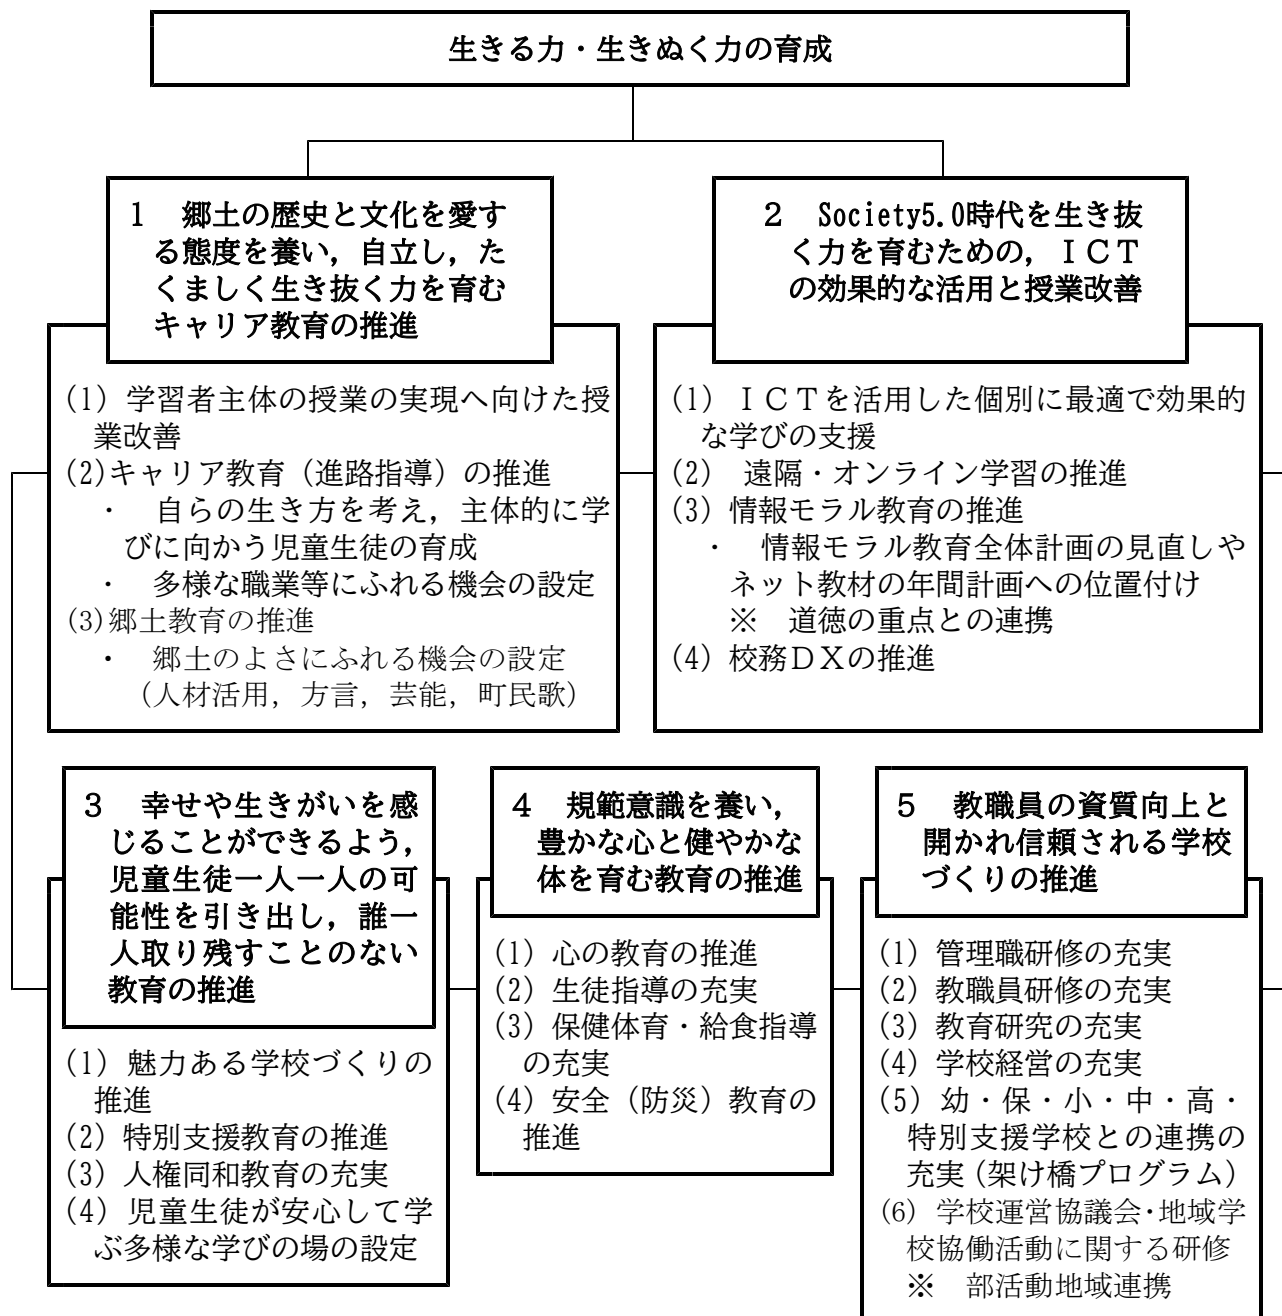 生きる力・生きぬく力の育成
1 郷土の歴史と文化を愛す
る態度を養い，自立し，た
くましく生き抜く力を育む
キャリア教育の推進
(1) 学習者主体の授業の実現へ向けた授
業改善
(2)キャリア教育（進路指導）の推進
・ 自らの生き方を考え，主体的に学
びに向かう児童生徒の育成
・ 多様な職業等にふれる機会の設定
(3)郷土教育の推進
・ 郷土のよさにふれる機会の設定
（人材活用，方言，芸能，町民歌）
２ Society5.0時代を生き抜
く力を育むための，ＩＣＴ
の効果的な活用と授業改善
(1) ＩＣＴを活用した個別に最適で効果的
な学びの支援
(2) 遠隔・オンライン学習の推進
(3) 情報モラル教育の推進
・ 情報モラル教育全体計画の見直しや
ネット教材の年間計画への位置付け
※ 道徳の重点との連携
(4) 校務ＤＸの推進
３ 幸せや生きがいを感
じることができるよう，
児童生徒一人一人の可
能性を引き出し，誰一
人取り残すことのない
教育の推進
(1) 魅力ある学校づくりの
推進
(2) 特別支援教育の推進
(3) 人権同和教育の充実
(4) 児童生徒が安心して学
ぶ多様な学びの場の設定
４ 規範意識を養い，
豊かな心と健やかな
体を育む教育の推進
(1) 心の教育の推進
(2) 生徒指導の充実
(3) 保健体育・給食指導
の充実
(4) 安全（防災）教育の
推進
５ 教職員の資質向上と
開かれ信頼される学校
づくりの推進
(1) 管理職研修の充実
(2) 教職員研修の充実
(3) 教育研究の充実
(4) 学校経営の充実
(5) 幼・保・小・中・高・
特別支援学校との連携の
充実（架け橋プログラム）
(6) 学校運営協議会・地域学
校協働活動に関する研修
※ 部活動地域連携